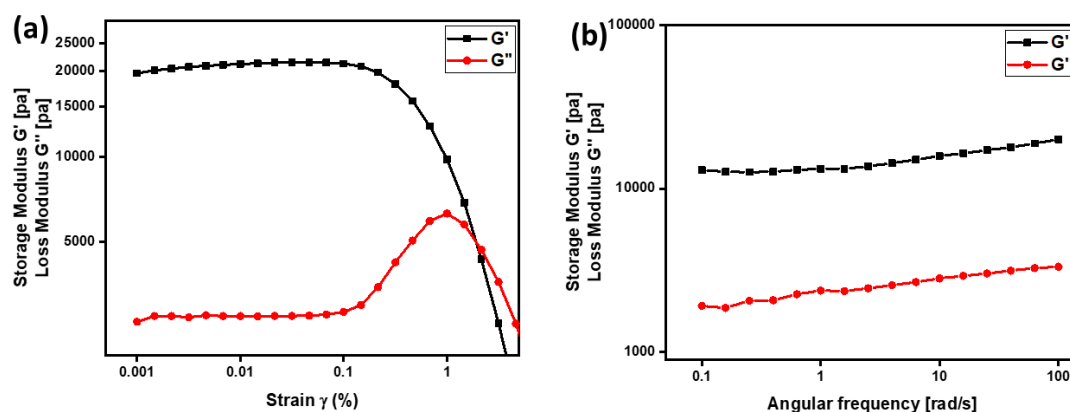 (a)
Storage Modulus G' [pa]
Loss Modulus G'' [pa]
25000
20000
15000
10000
5000
G'
G"
0.001
0.01
0.1
1
Strain γ (%)
(b)
Storage Modulus G' [pa]
Loss Modulus G'' [pa]
100000
10000
1000
G'
G'
0.1
1
10
100
Angular frequency [rad/s]